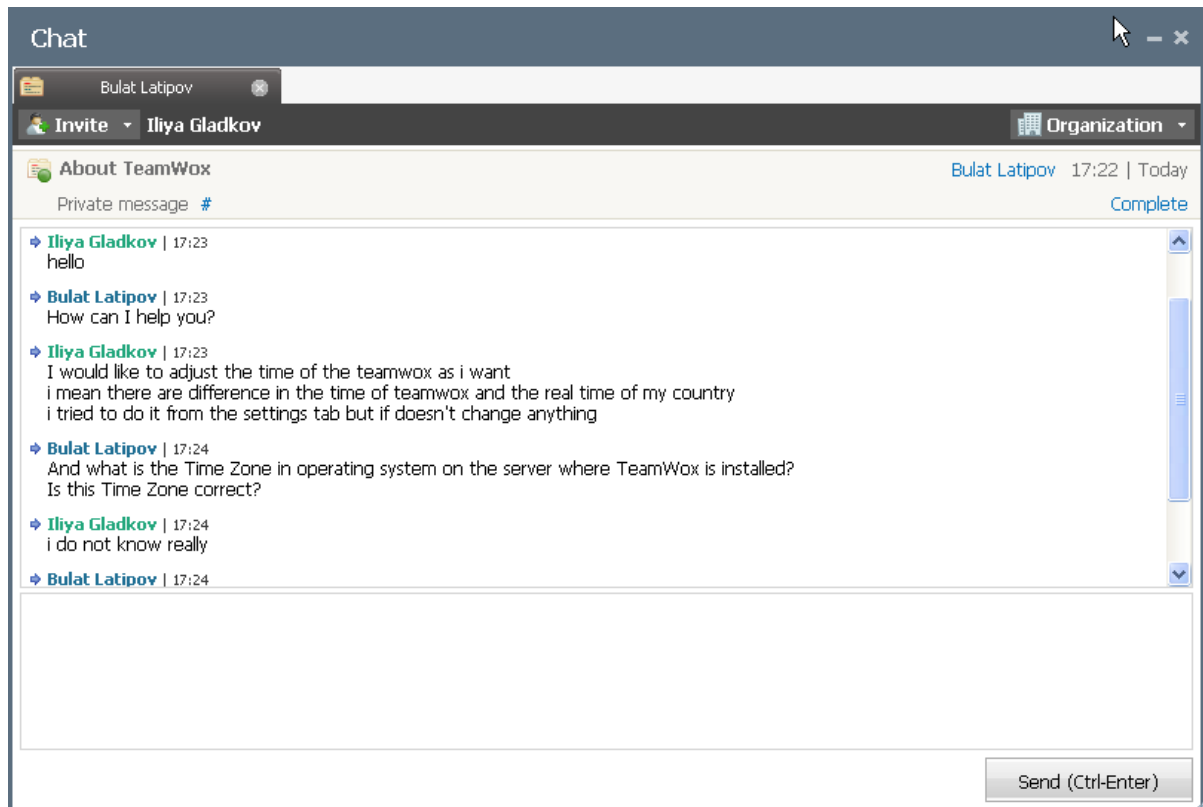 Chat
Bulat Latipov
Invite Iliya Gladkov Organization
About TeamWox Bulat Latipov 17:22 | Today
Private message # Complete
Iliya Gladkov | 17:23
hello
Bulat Latipov | 17:23
How can I help you?
Iliya Gladkov | 17:23
I would like to adjust the time of the teamwox as i want
i mean there are difference in the time of teamwox and the real time of my country
i tried to do it from the settings tab but if doesn't change anything
Bulat Latipov | 17:24
And what is the Time Zone in operating system on the server where TeamWox is installed?
Is this Time Zone correct?
Iliya Gladkov | 17:24
i do not know really
Bulat Latipov | 17:24
Send (Ctrl-Enter)